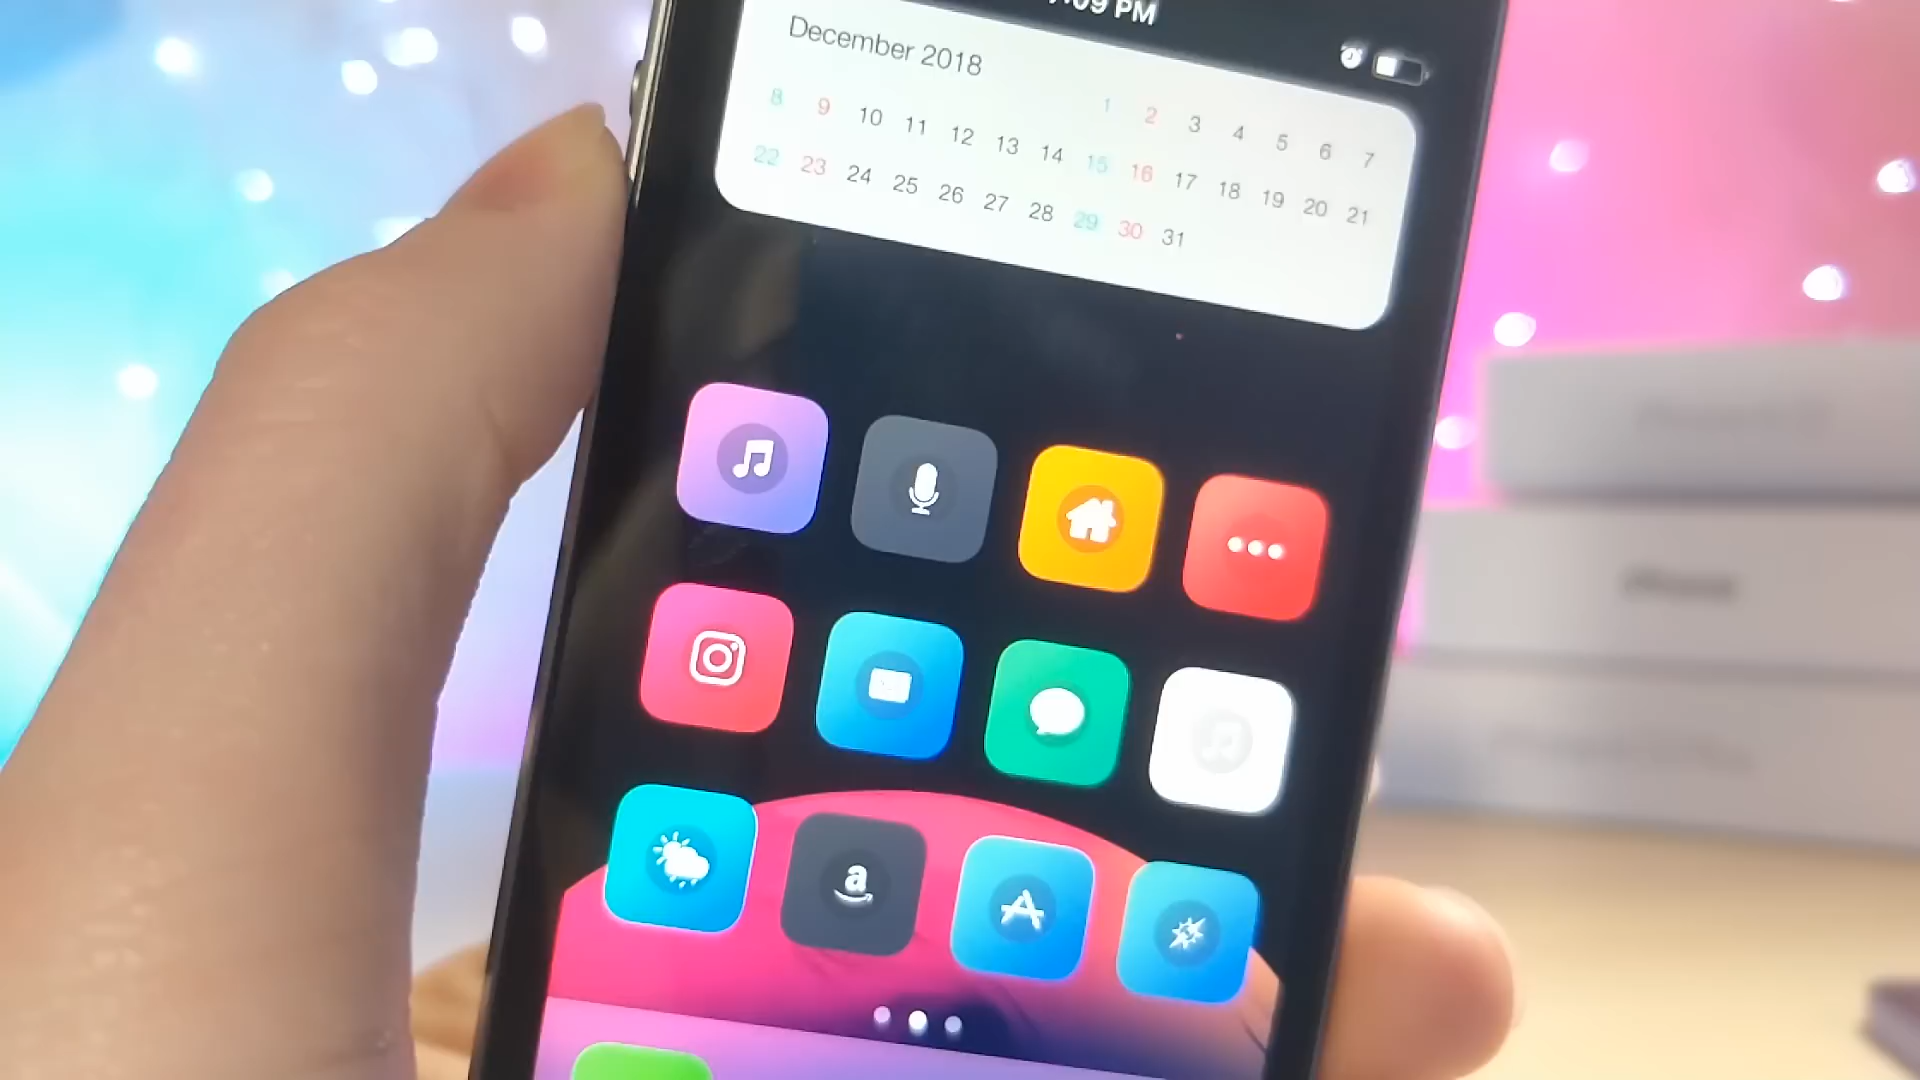 :09 PM
December 2018
1 2 3 4 5 6 7
8 9 10 11 12 13 14 15 16 17 18 19 20 21
22 23 24 25 26 27 28 29 30 31
a